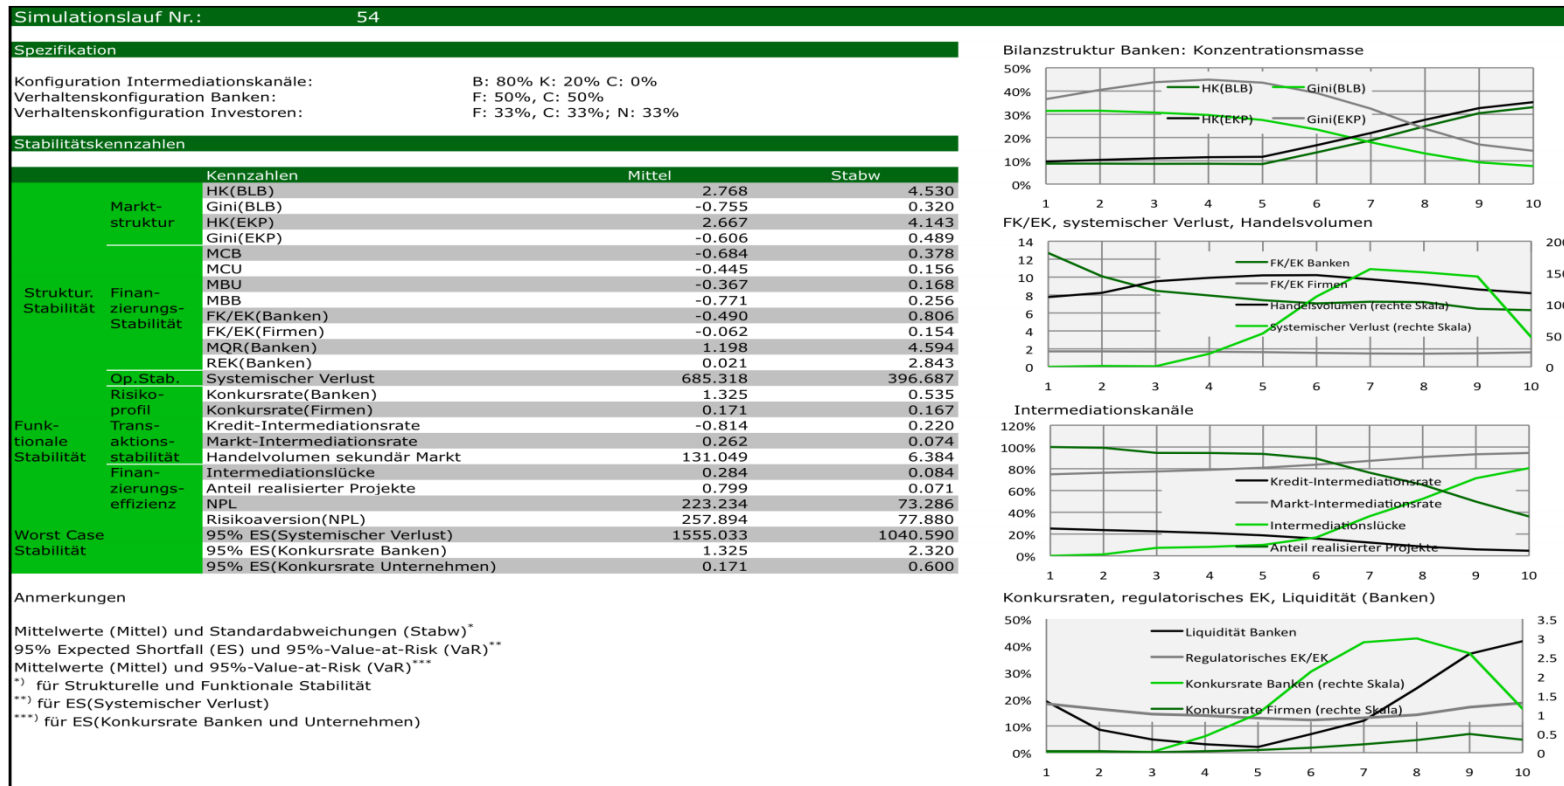 Simulationslauf Nr.: 54
Spezifikation
Konfiguration Intermediationskanäle: B: 80% K: 20% C: 0%
Verhaltenskonfiguration Banken: F: 50%, C: 50%
Verhaltenskonfiguration Investoren: F: 33%, C: 33%; N: 33%
Stabilitätskennzahlen
Kennzahlen Mittel Stabw
Struktur. Stabilität
Markt-struktur
HK(BLB) 2.768 4.530
Gini(BLB) -0.755 0.320
HK(EKP) 2.667 4.143
Gini(EKP) -0.606 0.489
Finan-zierungs-Stabilität
MCB -0.684 0.378
MCU -0.445 0.156
MBU -0.367 0.168
MBB -0.771 0.256
FK/EK(Banken) -0.490 0.806
FK/EK(Firmen) -0.062 0.154
MQR(Banken) 1.198 4.594
REK(Banken) 0.021 2.843
Op.Stab. Systemischer Verlust 685.318 396.687
Risiko-profil
Konkursrate(Banken) 1.325 0.535
Konkursrate(Firmen) 0.171 0.167
Funk-tionale Stabilität
Trans-aktions-stabilität
Kredit-Intermediationsrate -0.814 0.220
Markt-Intermediationsrate 0.262 0.074
Handelvolumen sekundär Markt 131.049 6.384
Finan-zierungs-effizienz
Intermediationslücke 0.284 0.084
Anteil realisierter Projekte 0.799 0.071
NPL 223.234 73.286
Risikoaversion(NPL) 257.894 77.880
Worst Case Stabilität
95% ES(Systemischer Verlust) 1555.033 1040.590
95% ES(Konkursrate Banken) 1.325 2.320
95% ES(Konkursrate Unternehmen) 0.171 0.600
Anmerkungen
Mittelwerte (Mittel) und Standardabweichungen (Stabw)*
95% Expected Shortfall (ES) und 95%-Value-at-Risk (VaR)**
Mittelwerte (Mittel) und 95%-Value-at-Risk (VaR)***
*) für Strukturelle und Funktionale Stabilität
**) für ES(Systemischer Verlust)
***) für ES(Konkursrate Banken und Unternehmen)
Bilanzstruktur Banken: Konzentrationsmasse
50%
40%
30%
20%
10%
0%
HK(BLB) Gini(BLB)
HK(EKP) Gini(EKP)
1 2 3 4 5 6 7 8 9 10
FK/EK, systemischer Verlust, Handelsvolumen
14
12
10
8
6
4
2
0
FK/EK Banken
FK/EK Firmen
Handelsvolumen (rechte Skala)
Systemischer Verlust (rechte Skala)
50
0
1 2 3 4 5 6 7 8 9 10
Intermediationskanäle
120%
100%
80%
60%
40%
20%
0%
Kredit-Intermediationsrate
Markt-Intermediationsrate
Intermediationslücke
Anteil realisierter Projekte
1 2 3 4 5 6 7 8 9 10
Konkursraten, regulatorisches EK, Liquidität (Banken)
50%
40%
30%
20%
10%
0%
Liquidität Banken
Regulatorisches EK/EK
Konkursrate Banken (rechte Skala)
Konkursrate Firmen (rechte Skala)
3.5
3
2.5
2
1.5
1
0.5
0
1 2 3 4 5 6 7 8 9 10